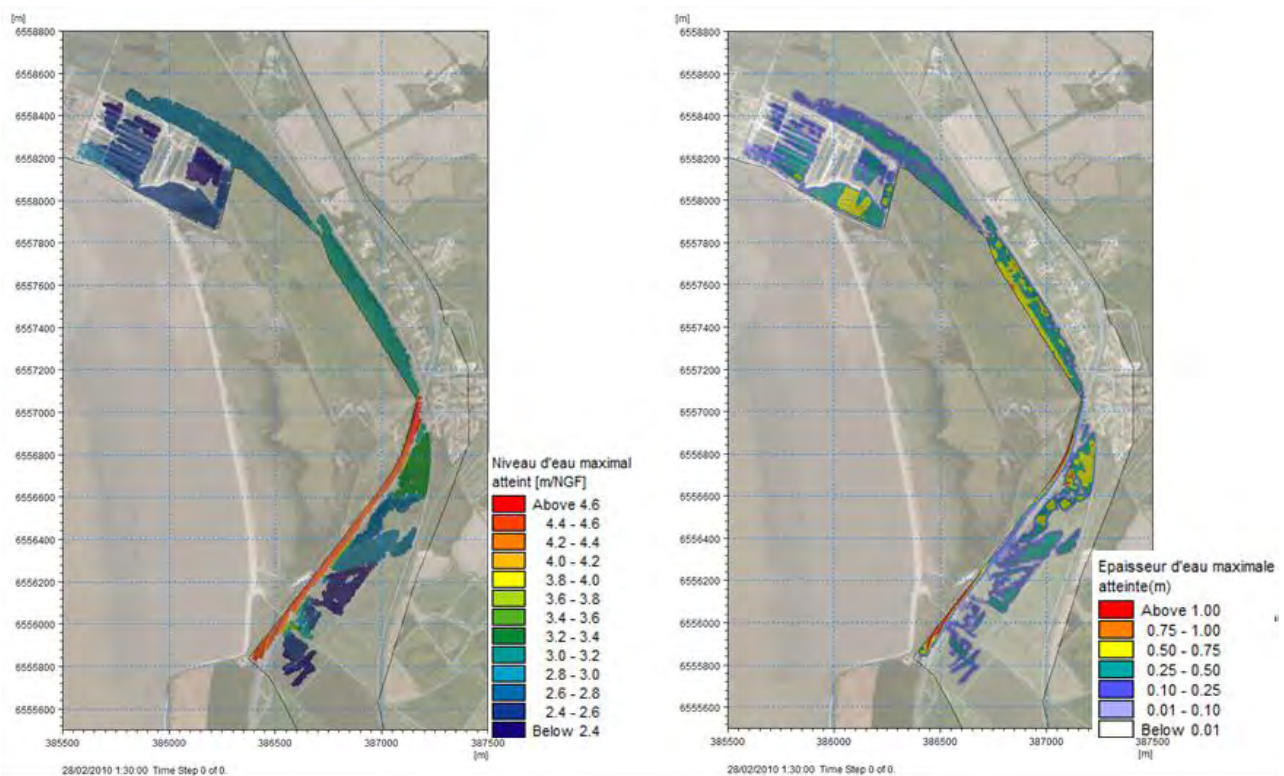 [m]
6558800
6558600
6558400
6558200
6558000
6557800
6557600
6557400
6557200
6557000
6556800
6556600
6556400
6556200
6556000
6555800
6555600
385500
386000
386500
387000
387500
[m]
Niveau d'eau maximal
atteint [m/NGF]
Above 4.6
4.4 - 4.6
4.2 - 4.4
4.0 - 4.2
3.8 - 4.0
3.6 - 3.8
3.4 - 3.6
3.2 - 3.4
3.0 - 3.2
2.8 - 3.0
2.6 - 2.8
2.4 - 2.6
Below 2.4
28/02/2010 1:30:00 Time Step 0 of 0.
[m]
6558800
6558600
6558400
6558200
6558000
6557800
6557600
6557400
6557200
6557000
6556800
6556600
6556400
6556200
6556000
6555800
6555600
385500
386000
386500
387000
387500
[m]
Epaisseur d'eau maximale
atteinte(m)
Above 1.00
0.75 - 1.00
0.50 - 0.75
0.25 - 0.50
0.10 - 0.25
0.01 - 0.10
Below 0.01
28/02/2010 1:30:00 Time Step 0 of 0.